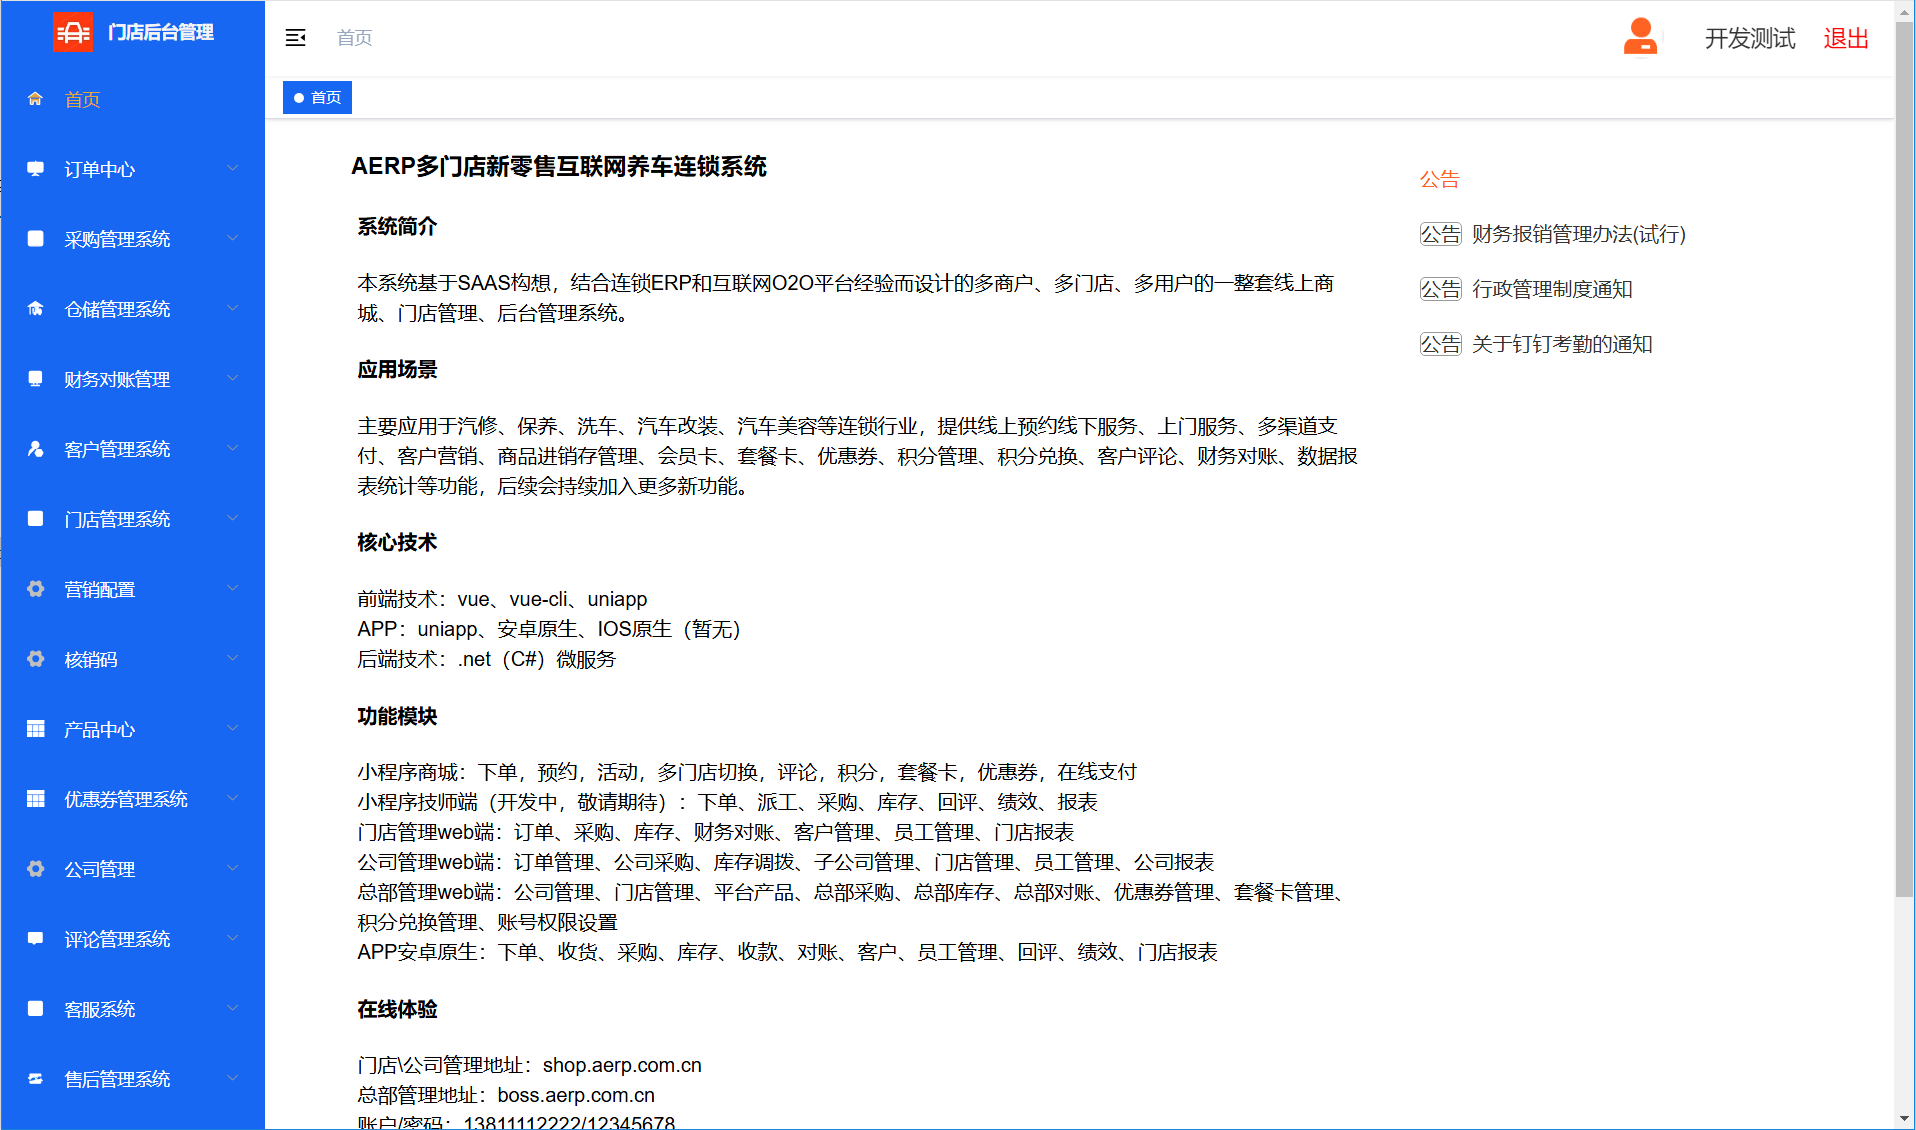 门店后台管理
首页
订单中心
采购管理系统
仓储管理系统
财务对账管理
客户管理系统
门店管理系统
营销配置
核销码
产品中心
优惠券管理系统
公司管理
评论管理系统
客服系统
售后管理系统
首页
开发测试
退出
首页
AERP多门店新零售互联网养车连锁系统
系统简介
本系统基于SAAS构想，结合连锁ERP和互联网O2O平台经验而设计的多商户、多门店、多用户的一整套线上商
城、门店管理、后台管理系统。
应用场景
主要应用于汽修、保养、洗车、汽车改装、汽车美容等连锁行业，提供线上预约线下服务、上门服务、多渠道支
付、客户营销、商品进销存管理、会员卡、套餐卡、优惠券、积分管理、积分兑换、客户评论、财务对账、数据报
表统计等功能，后续会持续加入更多新功能。
核心技术
前端技术：vue、vue-cli、uniapp
APP：uniapp、安卓原生、IOS原生（暂无）
后端技术：.net（C#）微服务
功能模块
小程序商城：下单，预约，活动，多门店切换，评论，积分，套餐卡，优惠券，在线支付
小程序技师端（开发中，敬请期待）：下单、派工、采购、库存、回评、绩效、报表
门店管理web端：订单、采购、库存、财务对账、客户管理、员工管理、门店报表
公司管理web端：订单管理、公司采购、库存调拨、子公司管理、门店管理、员工管理、公司报表
总部管理web端：公司管理、门店管理、平台产品、总部采购、总部库存、总部对账、优惠券管理、套餐卡管理、
积分兑换管理、账号权限设置
APP安卓原生：下单、收货、采购、库存、收款、对账、客户、员工管理、回评、绩效、门店报表
在线体验
门店\公司管理地址：shop.aerp.com.cn
总部管理地址：boss.aerp.com.cn
账户/密码：13811112222/12345678
公告
公告 财务报销管理办法(试行)
公告 行政管理制度通知
公告 关于钉钉考勤的通知